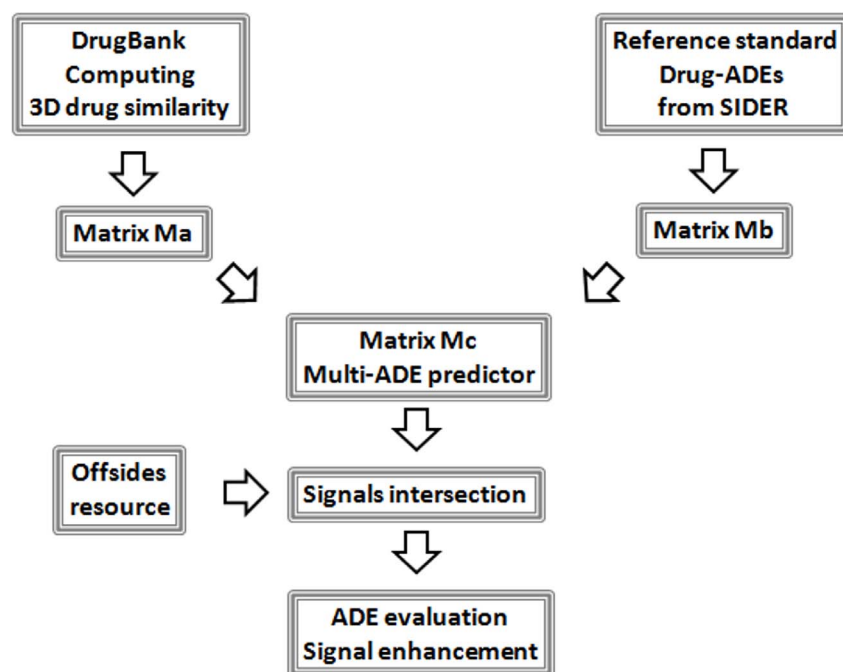 DrugBank
Computing
3D drug similarity
Reference standard
Drug-ADEs
from SIDER
Matrix Ma
Matrix Mb
Matrix Mc
Multi-ADE predictor
Offsides
resource
Signals intersection
ADE evaluation
Signal enhancement